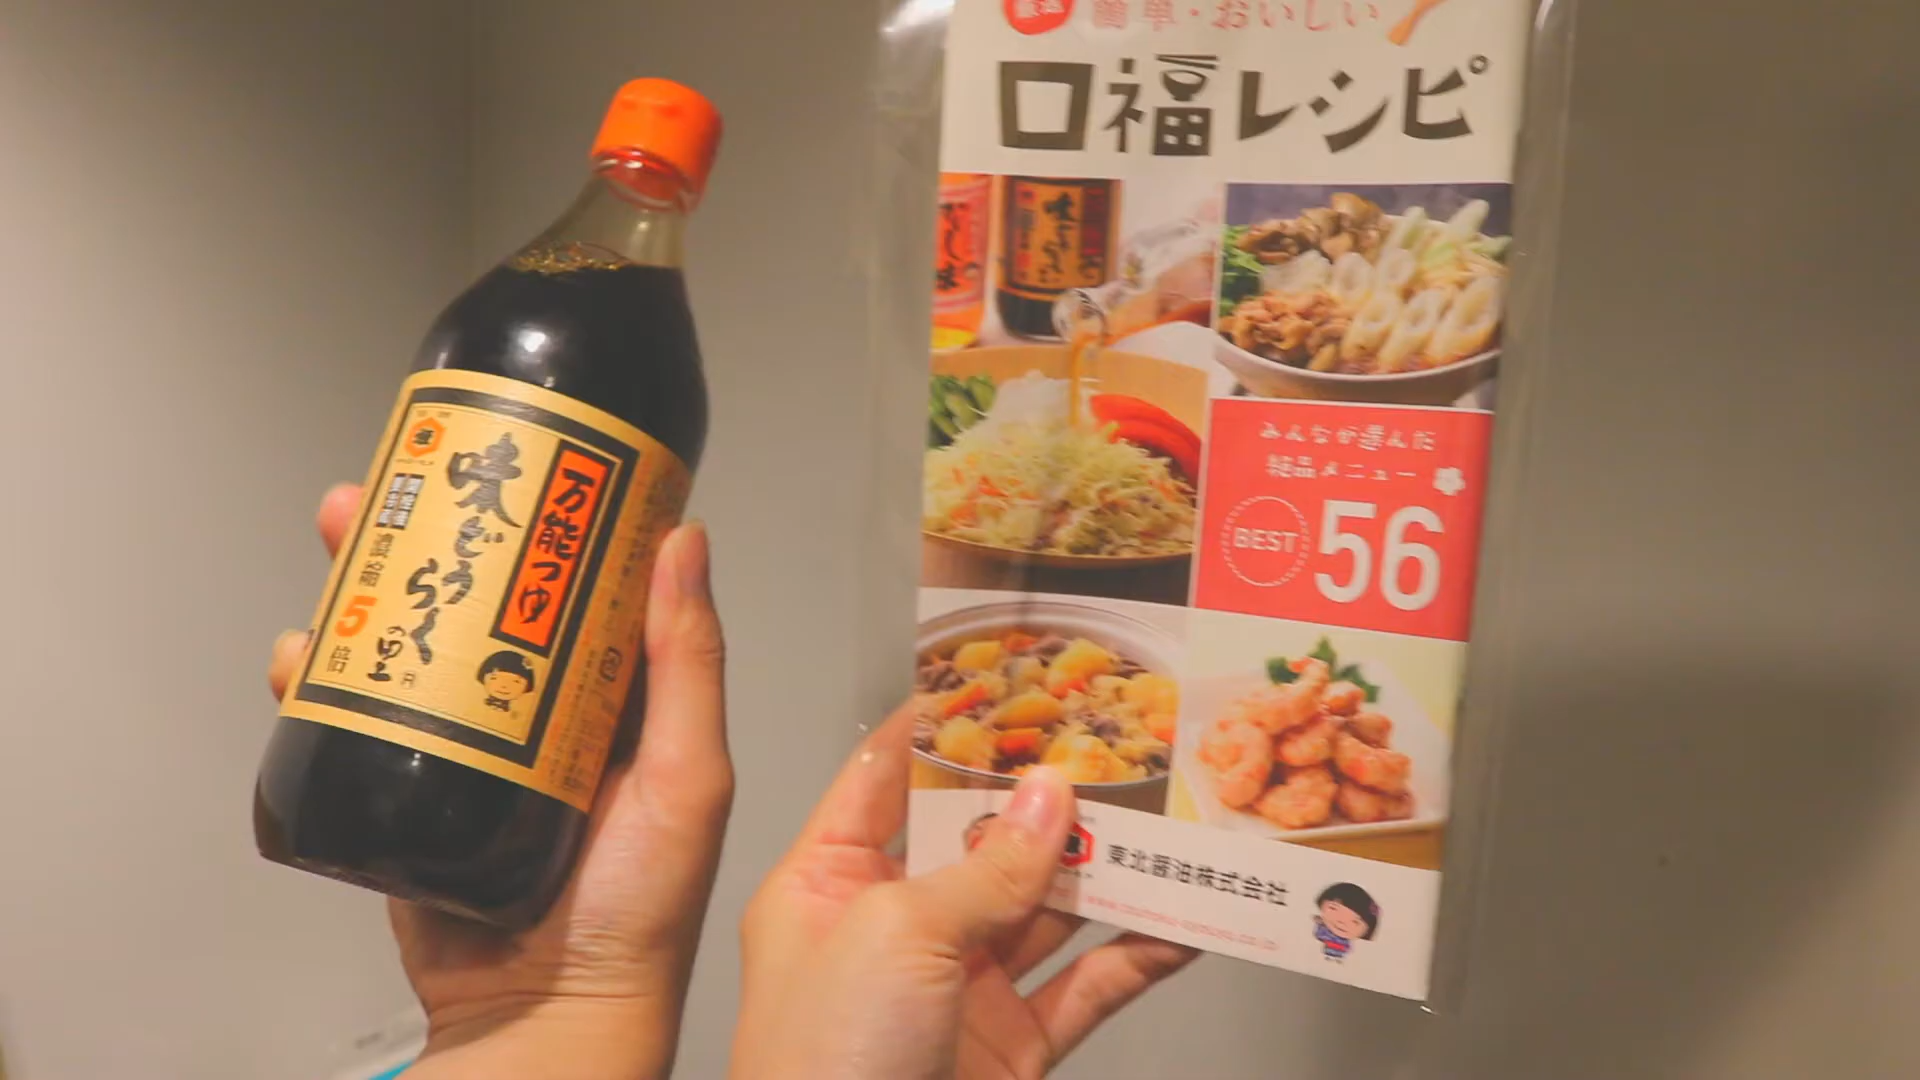 万能つゆ
味どうらくの里
濃縮
5
倍
簡単・おいしい
口福レシピ
みんなが選んだ
絶品メニュー
BEST
56
東北醤油株式会社